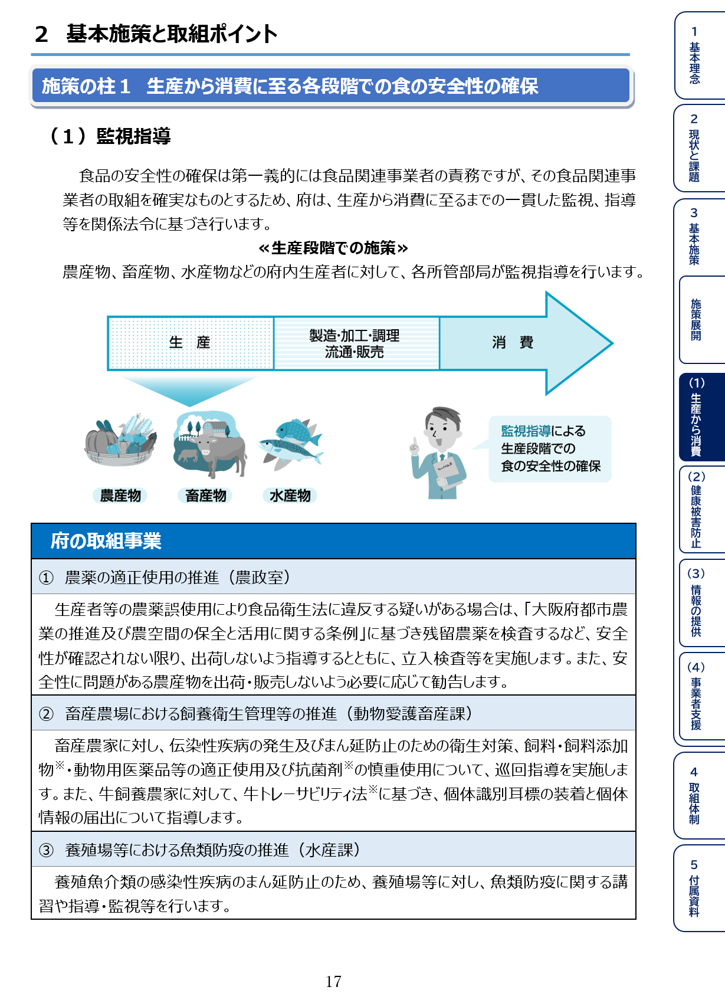 2　基本施策と取組ポイント
施策の柱１　生産から消費に至る各段階での食の安全性の確保
（１）監視指導
食品の安全性の確保は第一義的には食品関連事業者の責務ですが、その食品関連事
業者の取組を確実なものとするため、府は、生産から消費に至るまでの一貫した監視、指導
等を関係法令に基づき行います。
≪生産段階での施策≫
農産物、畜産物、水産物などの府内生産者に対して、各所管部局が監視指導を行います。
生　産
製造・加工・調理
流通・販売
消　費
監視指導による
生産段階での
食の安全性の確保
農産物
畜産物
水産物
府の取組事業
①　農薬の適正使用の推進（農政室）
生産者等の農薬誤使用により食品衛生法に違反する疑いがある場合は、「大阪府都市農
業の推進及び農空間の保全と活用に関する条例」に基づき残留農薬を検査するなど、安全
性が確認されない限り、出荷しないよう指導するとともに、立入検査等を実施します。また、安
全性に問題がある農産物を出荷・販売しないよう必要に応じて勧告します。
②　畜産農場における飼養衛生管理等の推進（動物愛護畜産課）
畜産農家に対し、伝染性疾病の発生及びまん延防止のための衛生対策、飼料・飼料添加
物※・動物用医薬品等の適正使用及び抗菌剤※の慎重使用について、巡回指導を実施しま
す。また、牛飼養農家に対して、牛トレーサビリティ法※に基づき、個体識別耳標の装着と個体
情報の届出について指導します。
③　養殖場等における魚類防疫の推進（水産課）
養殖魚介類の感染性疾病のまん延防止のため、養殖場等に対し、魚類防疫に関する講
習や指導・監視等を行います。
17
1 基本理念
2 現状と課題
3 基本施策
施策展開
(1) 生産から消費
(2) 健康被害防止
(3) 情報の提供
(4) 事業者支援
4 取組体制
5 付属資料